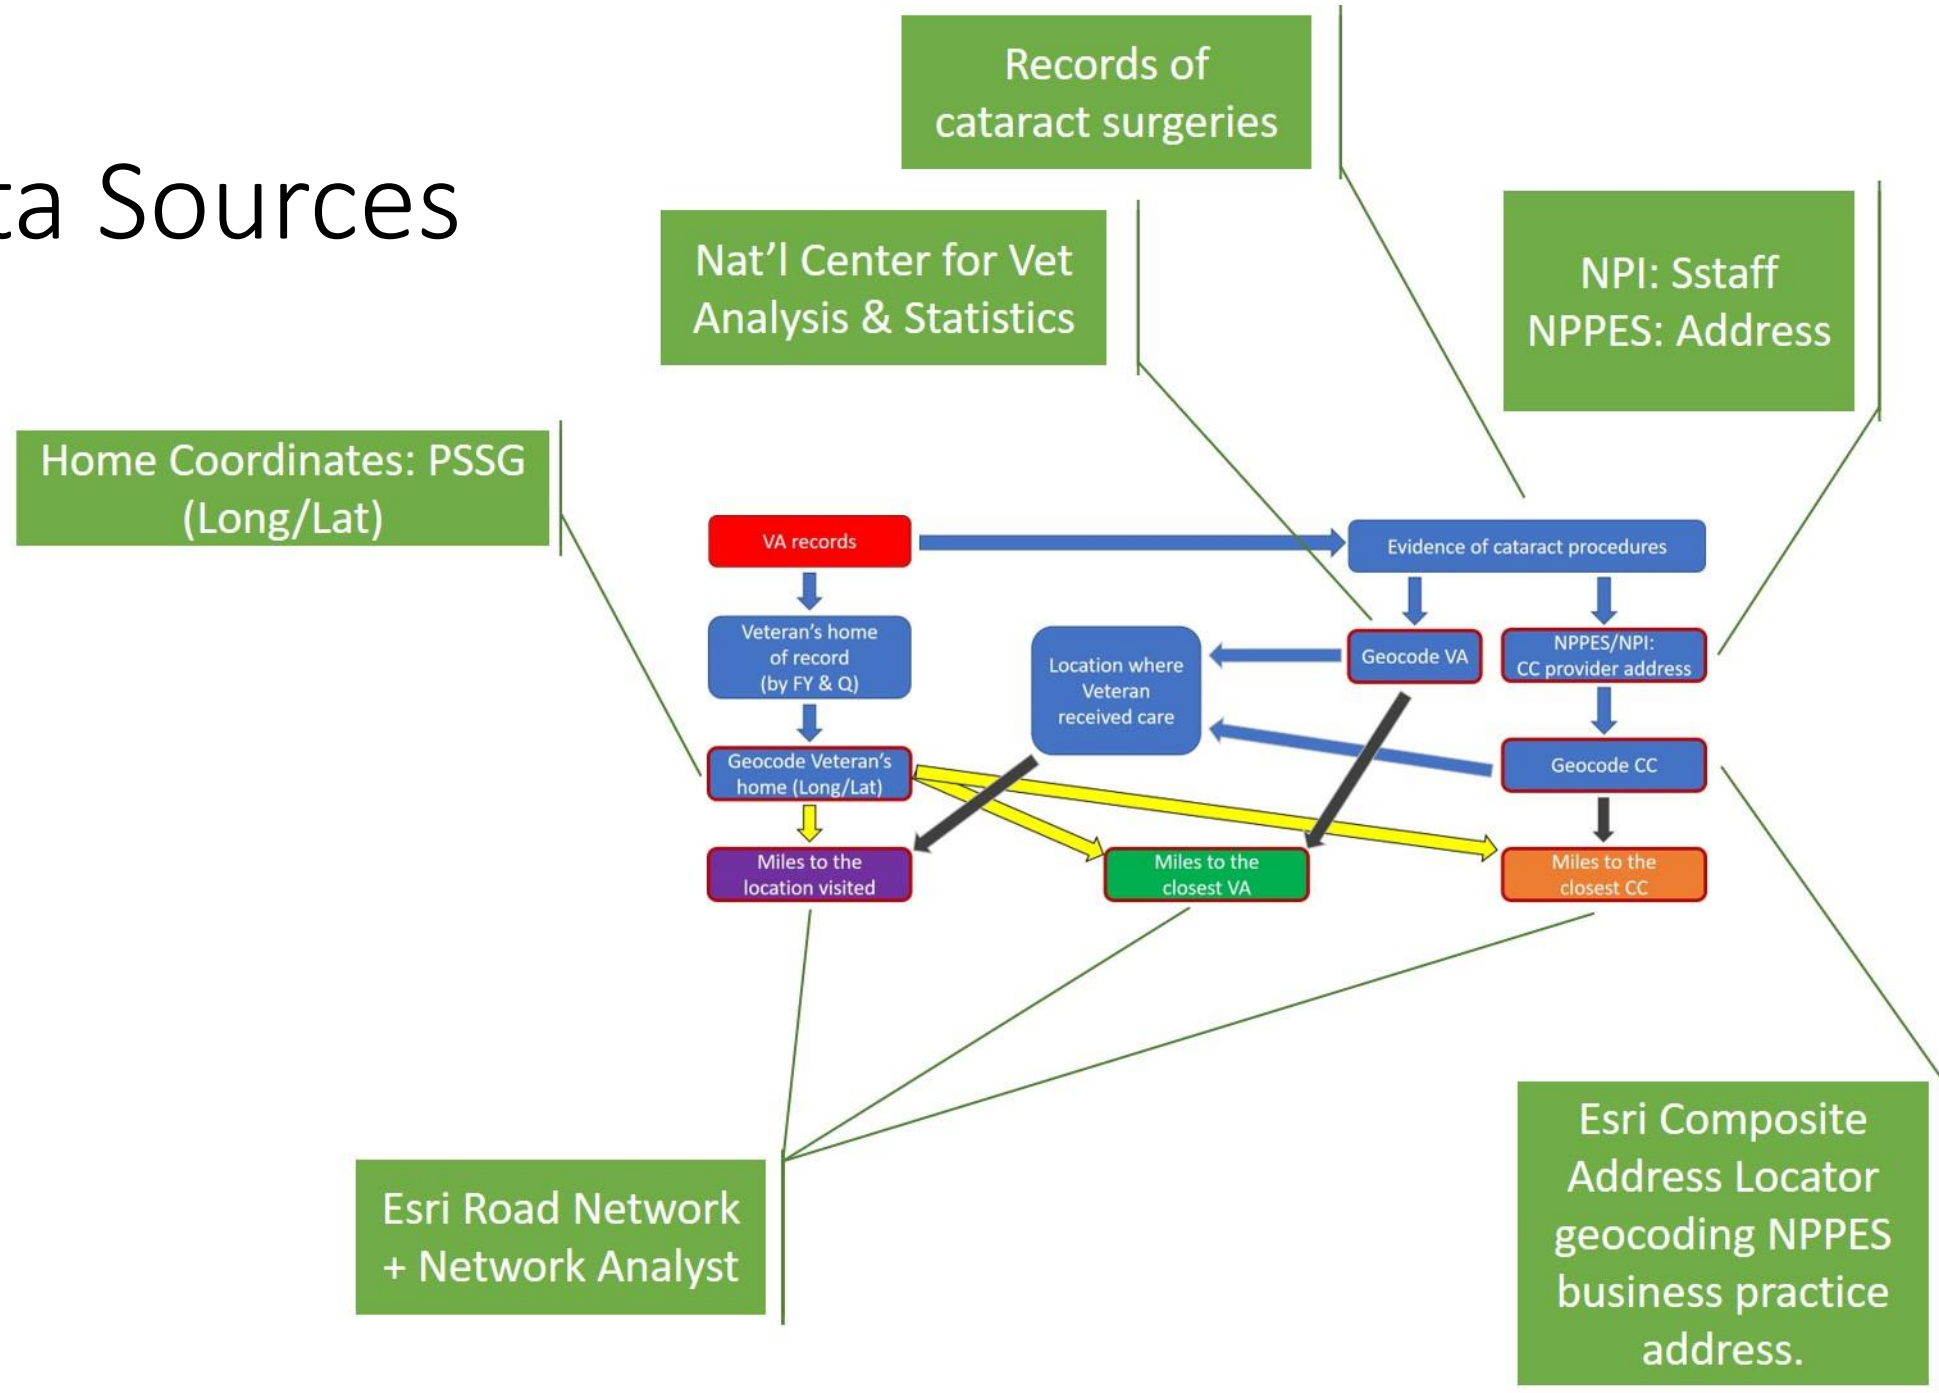 ta Sources
Records of
cataract surgeries
Nat'l Center for Vet
Analysis & Statistics
NPI: Sstaff
NPPES: Address
Home Coordinates: PSSG
(Long/Lat)
VA records
Evidence of cataract procedures
Veteran's home
of record
(by FY & Q)
Location where
Veteran
received care
Geocode VA
NPPES/NPI:
CC provider address
Geocode Veteran's
home (Long/Lat)
Geocode CC
Miles to the
location visited
Miles to the
closest VA
Miles to the
closest CC
Esri Road Network
+ Network Analyst
Esri Composite
Address Locator
geocoding NPPES
business practice
address.